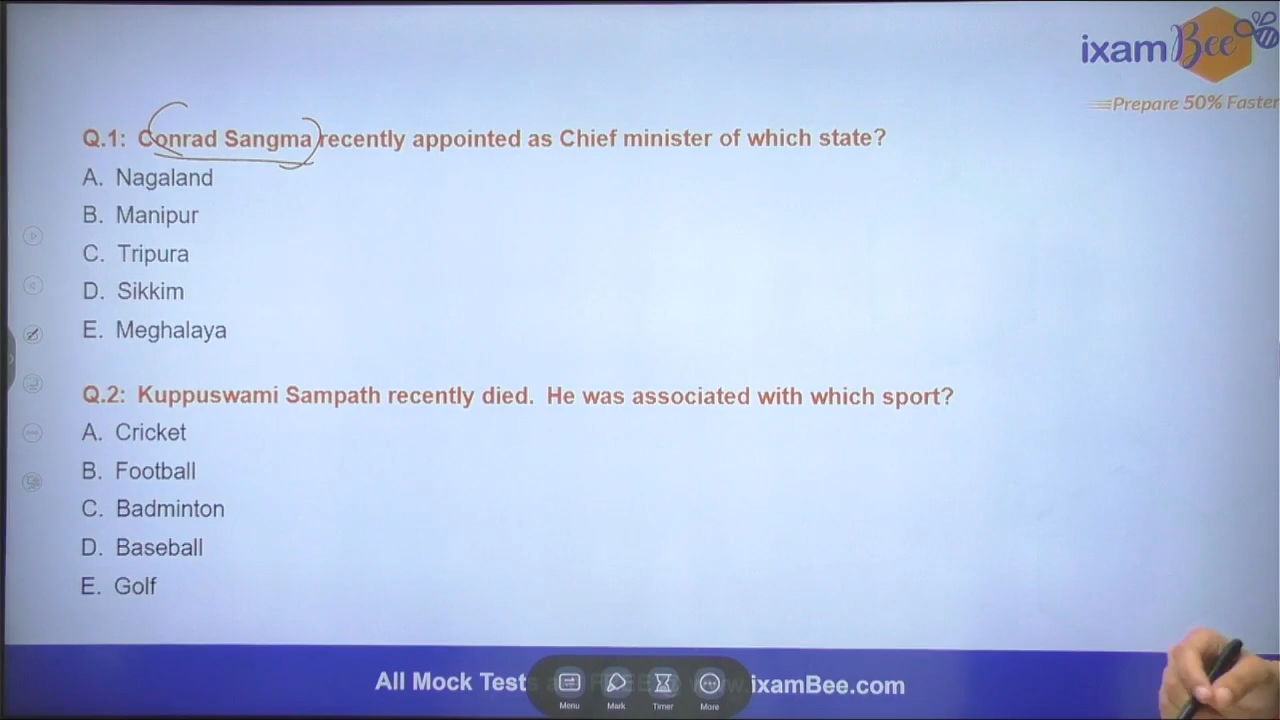 ixamBee
Prepare 50% Faster
Q.1: Conrad Sangma recently appointed as Chief minister of which state?
A. Nagaland
B. Manipur
C. Tripura
D. Sikkim
E. Meghalaya
Q.2: Kuppuswami Sampath recently died. He was associated with which sport?
A. Cricket
B. Football
C. Badminton
D. Baseball
E. Golf
All Mock Tests ixamBee.com
Menu Mark Timer More